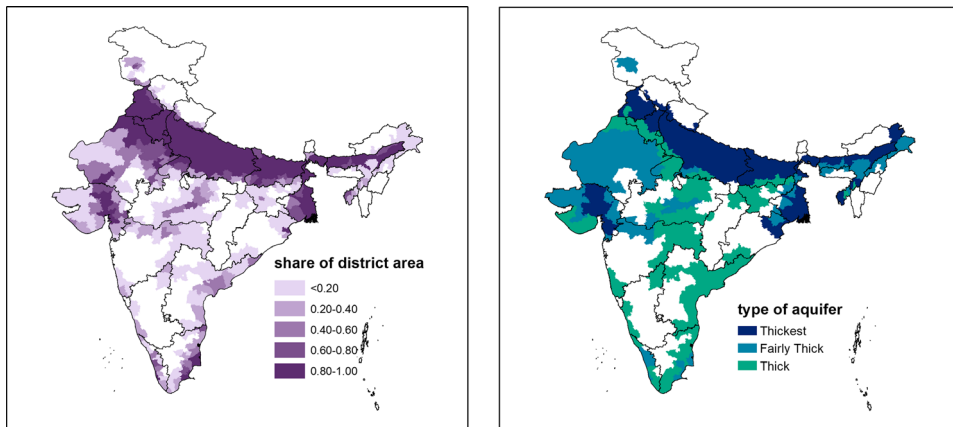 share of district area
<0.20
0.20-0.40
0.40-0.60
0.60-0.80
0.80-1.00
type of aquifer
Thickest
Fairly Thick
Thick